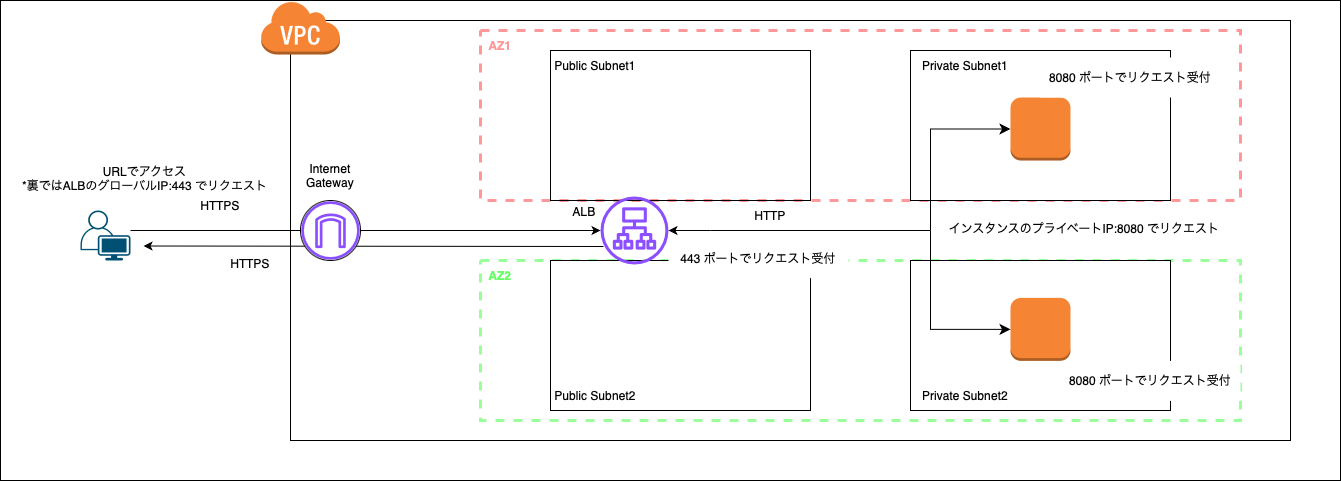 VPC
AZ1
Public Subnet1
Private Subnet1
8080 ポートでリクエスト受付
URLでアクセス
*裏ではALBのグローバルIP:443 でリクエスト
HTTPS
Internet
Gateway
ALB
HTTP
インスタンスのプライベートIP:8080 でリクエスト
HTTPS
443 ポートでリクエスト受付
AZ2
8080 ポートでリクエスト受付
Public Subnet2
Private Subnet2